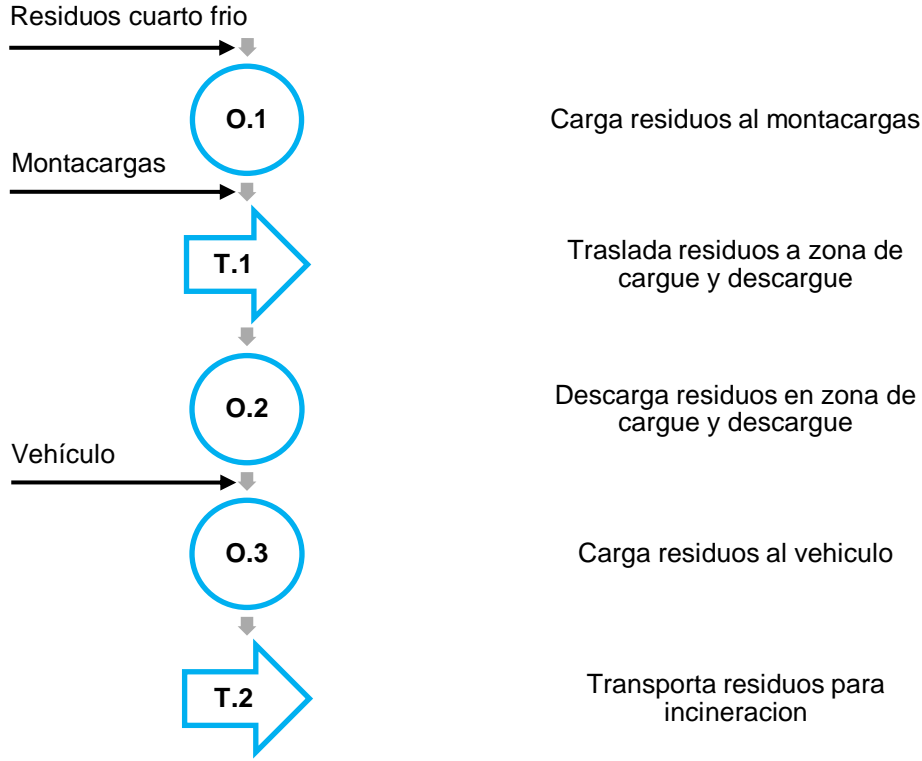 Residuos cuarto frio
O.1
Carga residuos al montacargas
Montacargas
T.1
Traslada residuos a zona de
cargue y descargue
O.2
Descarga residuos en zona de
cargue y descargue
Vehículo
O.3
Carga residuos al vehiculo
T.2
Transporta residuos para
incineracion